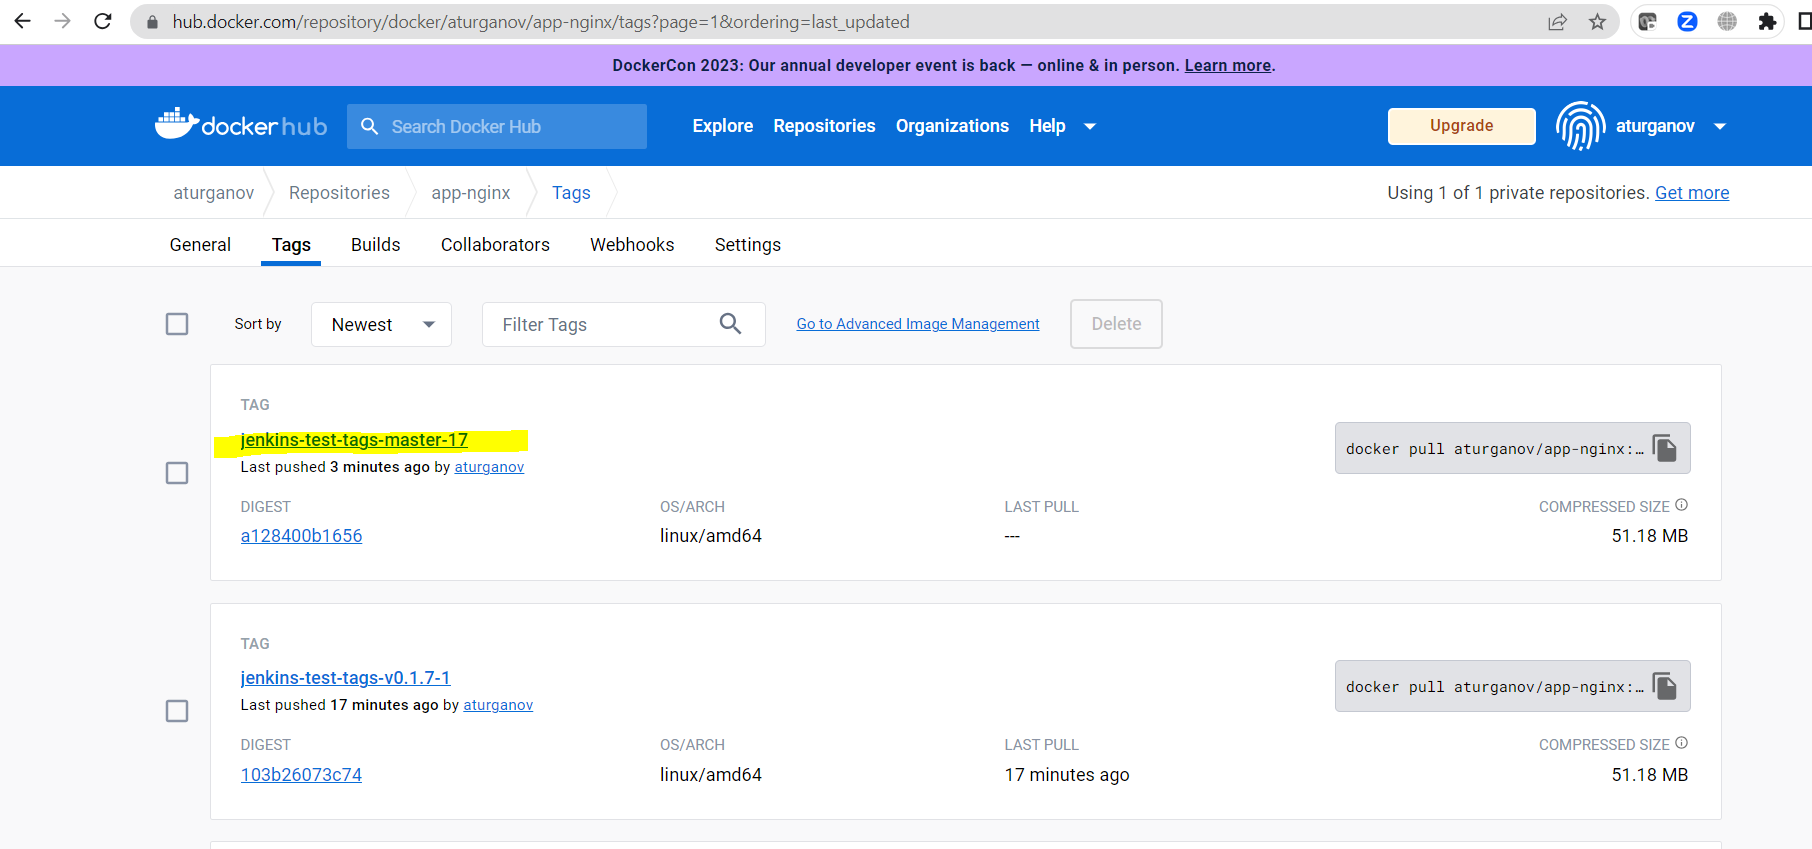 hub.docker.com/repository/docker/aturganov/app-nginx/tags?page=1&ordering=last_updated
DockerCon 2023: Our annual developer event is back — online & in person. Learn more.
docker hub
Search Docker Hub
Explore
Repositories
Organizations
Help
Upgrade
aturganov
aturganov
Repositories
app-nginx
Tags
Using 1 of 1 private repositories. Get more
General
Tags
Builds
Collaborators
Webhooks
Settings
Sort by
Newest
Filter Tags
Go to Advanced Image Management
Delete
TAG
jenkins-test-tags-master-17
Last pushed 3 minutes ago by aturganov
docker pull aturganov/app-nginx:…
DIGEST
OS/ARCH
LAST PULL
COMPRESSED SIZE
a128400b1656
linux/amd64
---
51.18 MB
TAG
jenkins-test-tags-v0.1.7-1
Last pushed 17 minutes ago by aturganov
docker pull aturganov/app-nginx:…
DIGEST
OS/ARCH
LAST PULL
COMPRESSED SIZE
103b26073c74
linux/amd64
17 minutes ago
51.18 MB